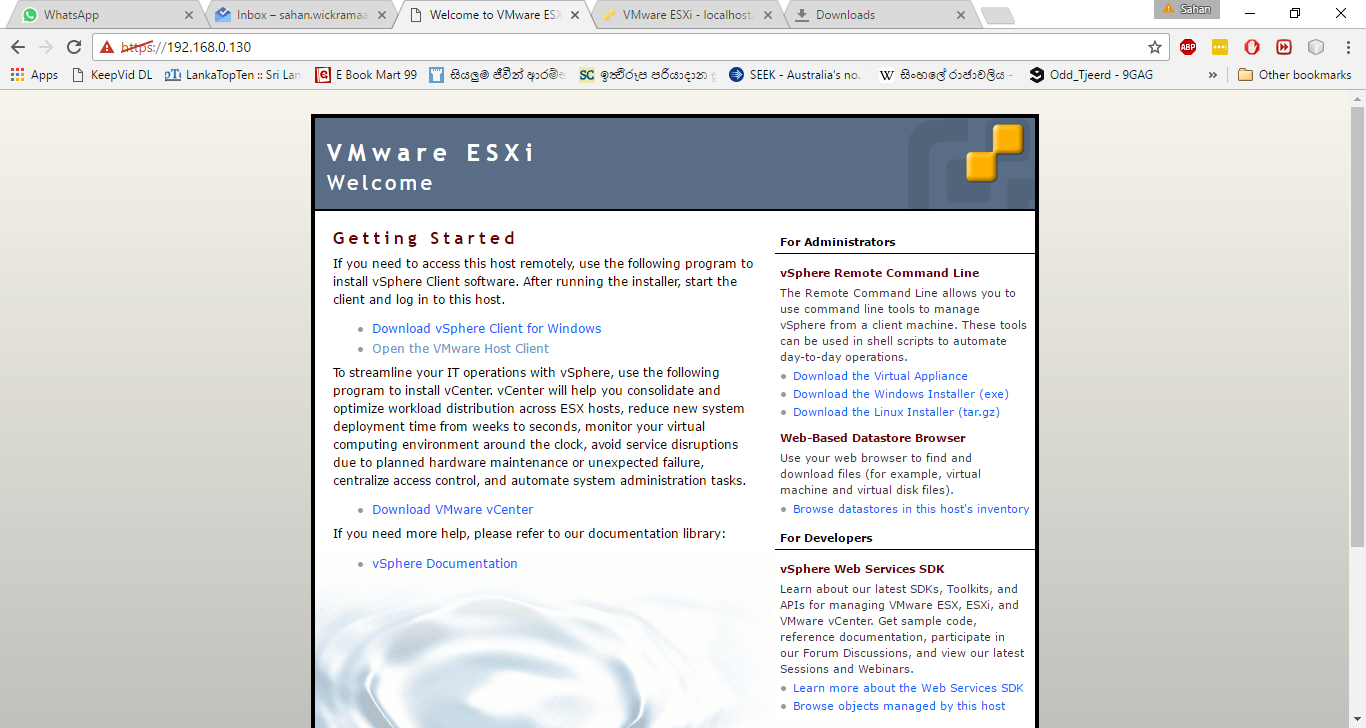 WhatsApp
Inbox – sahan.wickramaa
Welcome to VMware ESX
VMware ESXi - localhost.
Downloads
Sahan
https://192.168.0.130
ABP
Apps
KeepVid DL
LankaTopTen :: Sri Lan
E Book Mart 99
සියලුම ජීවීන් ආරම්භ
SC
SEEK - Australia's no.
W සිංහලේ රාජාවලිය -
Odd_Tjeerd - 9GAG
»
Other bookmarks
VMware ESXi
Welcome
Getting Started
If you need to access this host remotely, use the following program to
install vSphere Client software. After running the installer, start the
client and log in to this host.
Download vSphere Client for Windows
Open the VMware Host Client
To streamline your IT operations with vSphere, use the following
program to install vCenter. vCenter will help you consolidate and
optimize workload distribution across ESX hosts, reduce new system
deployment time from weeks to seconds, monitor your virtual
computing environment around the clock, avoid service disruptions
due to planned hardware maintenance or unexpected failure,
centralize access control, and automate system administration tasks.
Download VMware vCenter
If you need more help, please refer to our documentation library:
vSphere Documentation
For Administrators
vSphere Remote Command Line
The Remote Command Line allows you to
use command line tools to manage
vSphere from a client machine. These tools
can be used in shell scripts to automate
day-to-day operations.
Download the Virtual Appliance
Download the Windows Installer (exe)
Download the Linux Installer (tar.gz)
Web-Based Datastore Browser
Use your web browser to find and
download files (for example, virtual
machine and virtual disk files).
Browse datastores in this host's inventory
For Developers
vSphere Web Services SDK
Learn about our latest SDKs, Toolkits, and
APIs for managing VMware ESX, ESXi, and
VMware vCenter. Get sample code,
reference documentation, participate in
our Forum Discussions, and view our latest
Sessions and Webinars.
Learn more about the Web Services SDK
Browse objects managed by this host